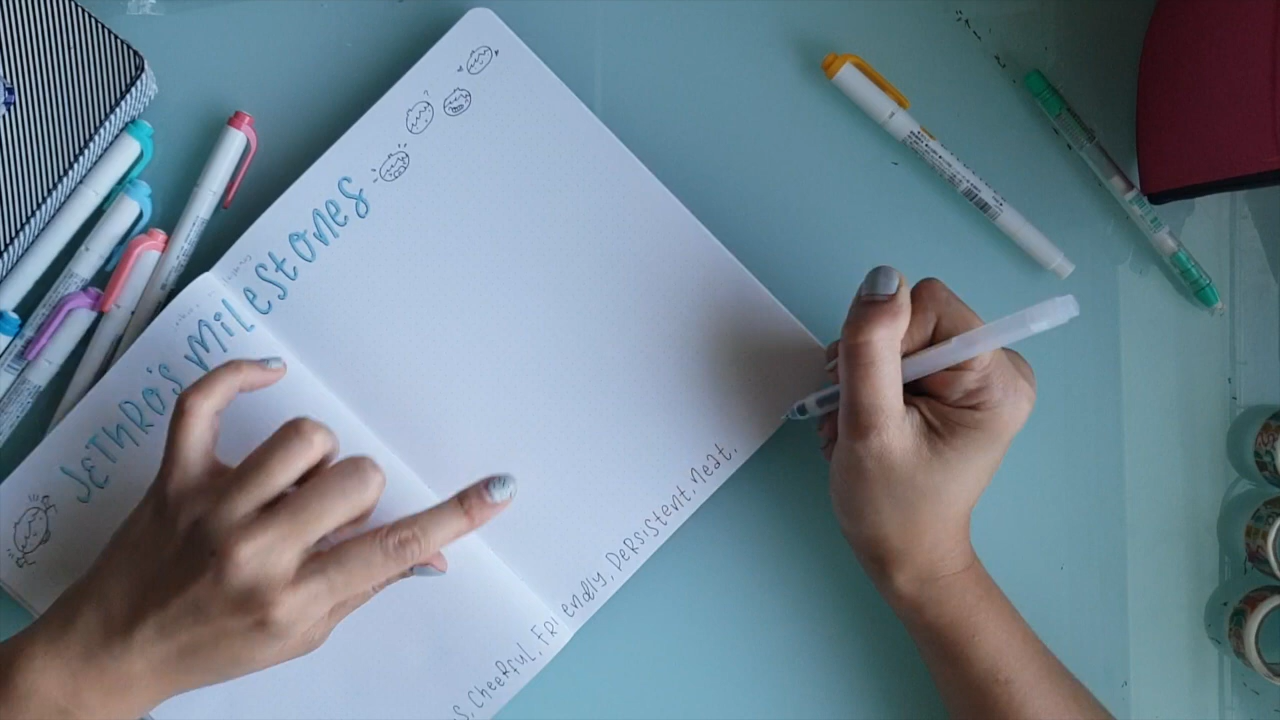 JETHRO'S MILESTONES
S, CHEERFUL, FRIENDLY, PERSISTENT, NEAT,